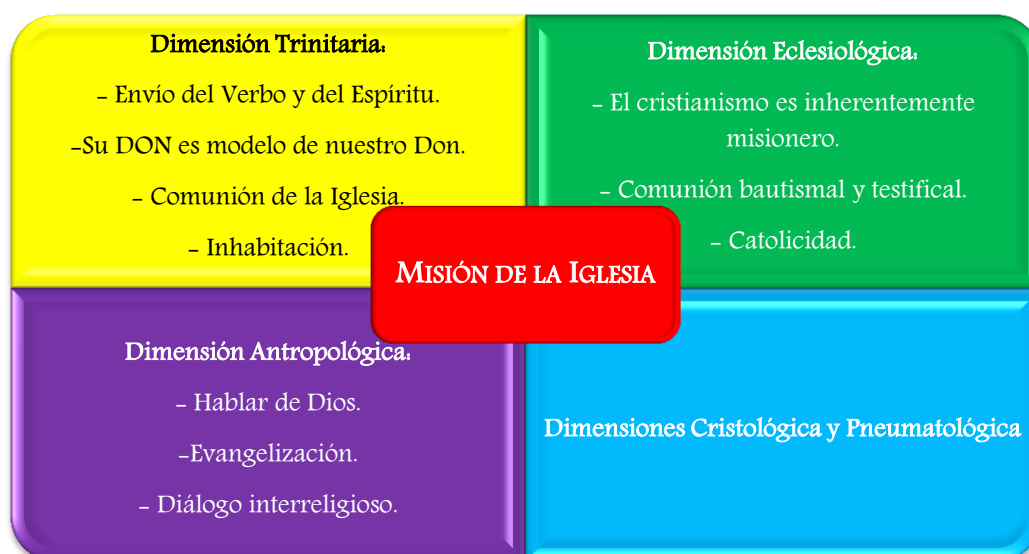 Dimensión Trinitaria:
- Envío del Verbo y del Espíritu.
-Su DON es modelo de nuestro Don.
- Comunión de la Iglesia.
- Inhabitación.
Dimensión Eclesiológica:
- El cristianismo es inherentemente
misionero.
- Comunión bautismal y testifical.
- Catolicidad.
MISIÓN DE LA IGLESIA
Dimensión Antropológica:
- Hablar de Dios.
-Evangelización.
- Diálogo interreligioso.
Dimensiones Cristológica y Pneumatológica